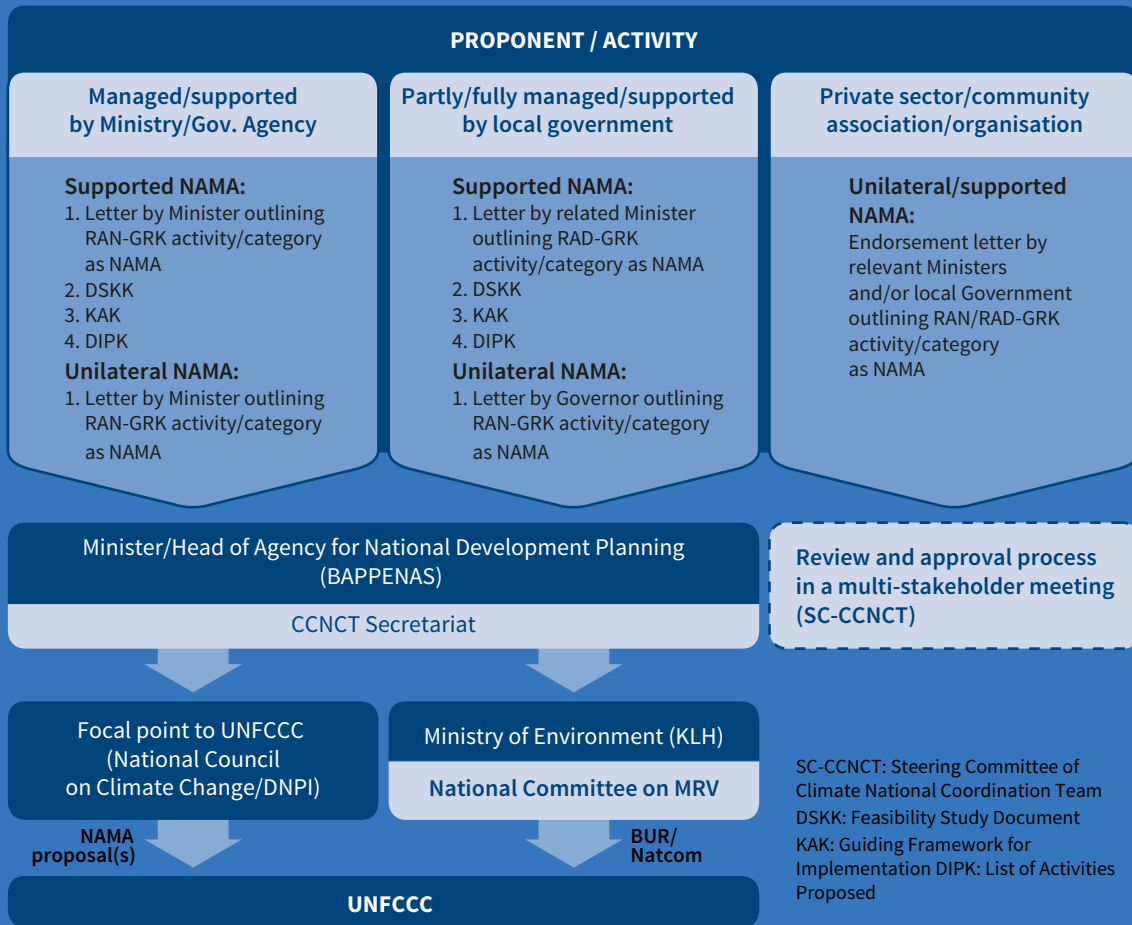 PROPONENT / ACTIVITY
Managed/supported
by Ministry/Gov. Agency
Supported NAMA:
1. Letter by Minister outlining
RAN-GRK activity/category
as NAMA
2. DSKK
3. KAK
4. DIPK
Unilateral NAMA:
1. Letter by Minister outlining
RAN-GRK activity/category
as NAMA
Partly/fully managed/supported
by local government
Supported NAMA:
1. Letter by related Minister
outlining RAD-GRK
activity/category as NAMA
2. DSKK
3. KAK
4. DIPK
Unilateral NAMA:
1. Letter by Governor outlining
RAN-GRK activity/category
as NAMA
Private sector/community
association/organisation
Unilateral/supported
NAMA:
Endorsement letter by
relevant Ministers
and/or local Government
outlining RAN/RAD-GRK
activity/category
as NAMA
Minister/Head of Agency for National Development Planning
(BAPPENAS)
CCNCT Secretariat
Review and approval process
in a multi-stakeholder meeting
(SC-CCNCT)
Focal point to UNFCCC
(National Council
on Climate Change/DNPI)
Ministry of Environment (KLH)
National Committee on MRV
NAMA
proposal(s)
BUR/
Natcom
UNFCCC
SC-CCNCT: Steering Committee of
Climate National Coordination Team
DSKK: Feasibility Study Document
KAK: Guiding Framework for
Implementation DIPK: List of Activities
Proposed